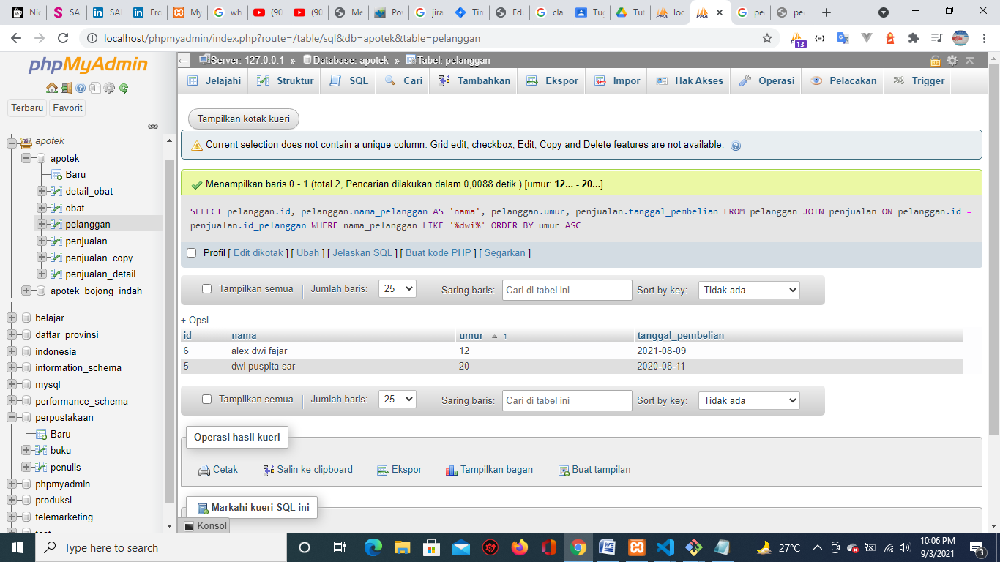 Nic
SA
SA
Fro
My
wh
(90
(90
Me
Po
jira
Tin
Edi
cla
Tug
Tut
loc
pe
pe
localhost/phpmyadmin/index.php?route=/table/sql&db=apotek&table=pelanggan
13
phpMyAdmin
Terbaru Favorit
apotek
apotek
Baru
detail_obat
obat
pelanggan
penjualan
penjualan_copy
penjualan_detail
apotek_bojong_indah
belajar
daftar_provinsi
indonesia
information_schema
mysql
performance_schema
perpustakaan
Baru
buku
penulis
phpmyadmin
produksi
telemarketing
Server: 127.0.0.1 » Database: apotek » Tabel: pelanggan
Jelajahi Struktur SQL Cari Tambahkan Ekspor Impor Hak Akses Operasi Pelacakan Trigger
Tampilkan kotak kueri
Current selection does not contain a unique column. Grid edit, checkbox, Edit, Copy and Delete features are not available.
Menampilkan baris 0 - 1 (total 2, Pencarian dilakukan dalam 0,0088 detik.) [umur: 12... - 20...]
SELECT pelanggan.id, pelanggan.nama_pelanggan AS 'nama', pelanggan.umur, penjualan.tanggal_pembelian FROM pelanggan JOIN penjualan ON pelanggan.id =
penjualan.id_pelanggan WHERE nama_pelanggan LIKE '%dwi%' ORDER BY umur ASC
Profil [ Edit dikotak ] [ Ubah ] [ Jelaskan SQL ] [ Buat kode PHP ] [ Segarkan ]
Tampilkan semua Jumlah baris: 25 Saring baris: Cari di tabel ini Sort by key: Tidak ada
+ Opsi
id nama umur 1 tanggal_pembelian
6 alex dwi fajar 12 2021-08-09
5 dwi puspita sar 20 2020-08-11
Tampilkan semua Jumlah baris: 25 Saring baris: Cari di tabel ini Sort by key: Tidak ada
Operasi hasil kueri
Cetak Salin ke clipboard Ekspor Tampilkan bagan Buat tampilan
Markahi kueri SQL ini
Konsol
Type here to search
27°C
10:06 PM
9/3/2021
3